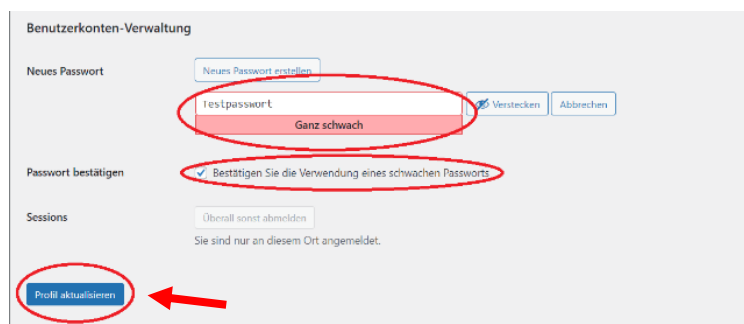 Benutzerkonten-Verwaltung
Neues Passwort
Neues Passwort erstellen
Testpasswort
Verstecken
Abbrechen
Ganz schwach
Passwort bestätigen
Bestätigen Sie die Verwendung eines schwachen Passworts
Sessions
Überall sonst abmelden
Sie sind nur an diesem Ort angemeldet.
Profil aktualisieren